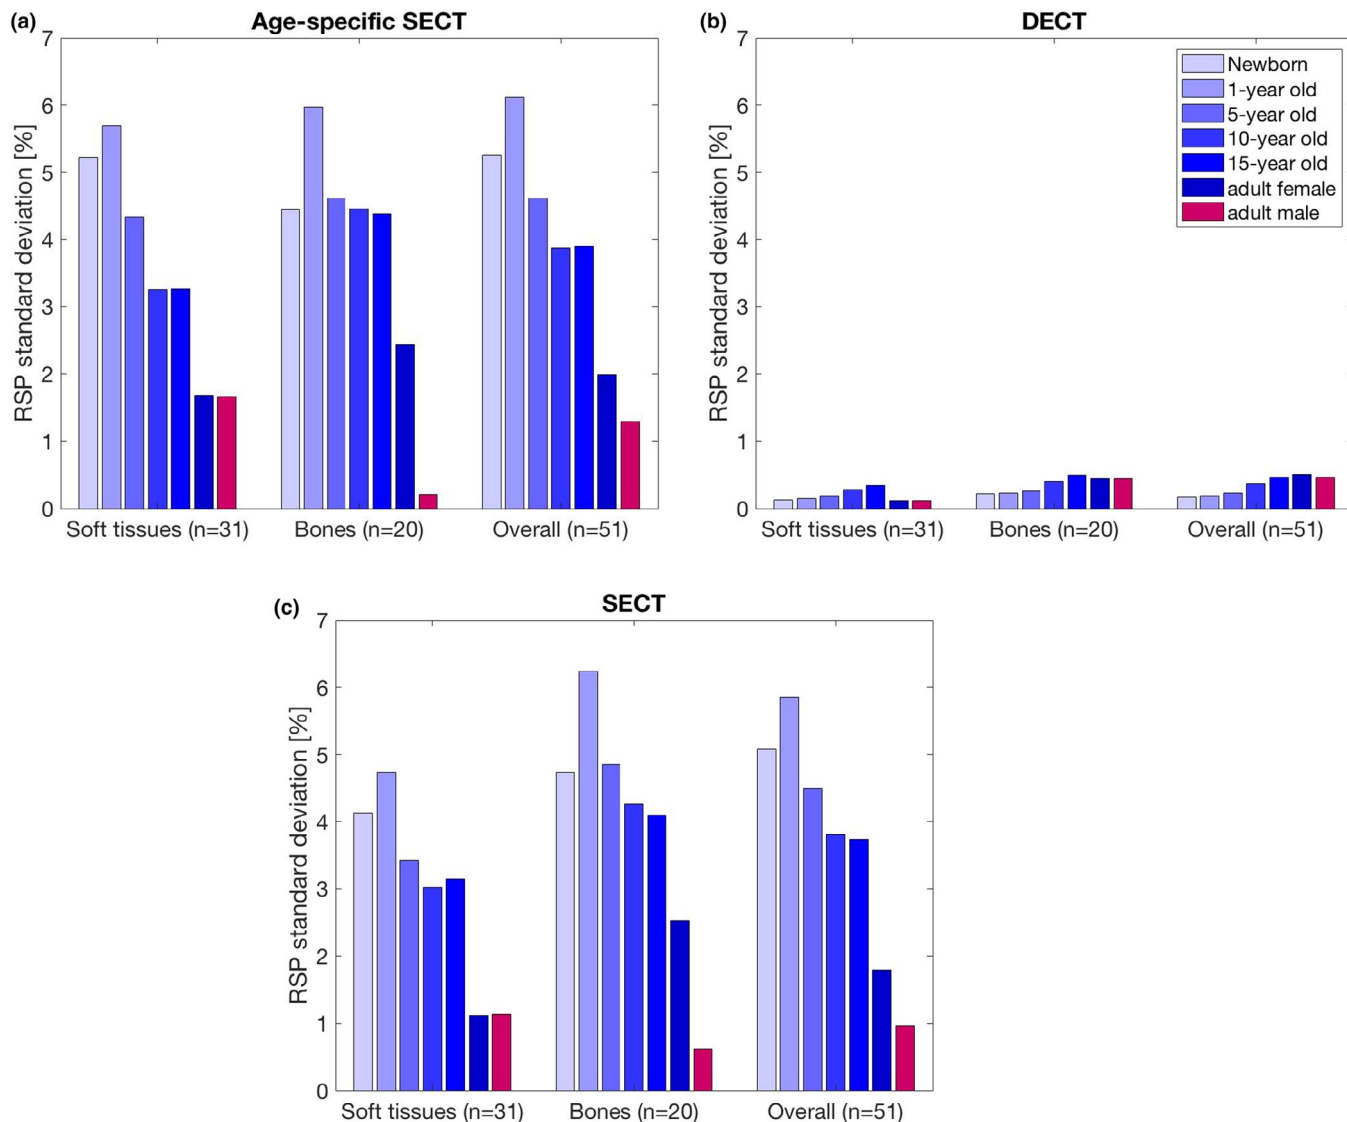 (a) Age-specific SECT
RSP standard deviation [%]
7
6
5
4
3
2
1
0
Soft tissues (n=31) Bones (n=20) Overall (n=51)
(b) DECT
RSP standard deviation [%]
7
6
5
4
3
2
1
0
Newborn
1-year old
5-year old
10-year old
15-year old
adult female
adult male
Soft tissues (n=31) Bones (n=20) Overall (n=51)
(c) SECT
RSP standard deviation [%]
7
6
5
4
3
2
1
0
Soft tissues (n=31) Bones (n=20) Overall (n=51)